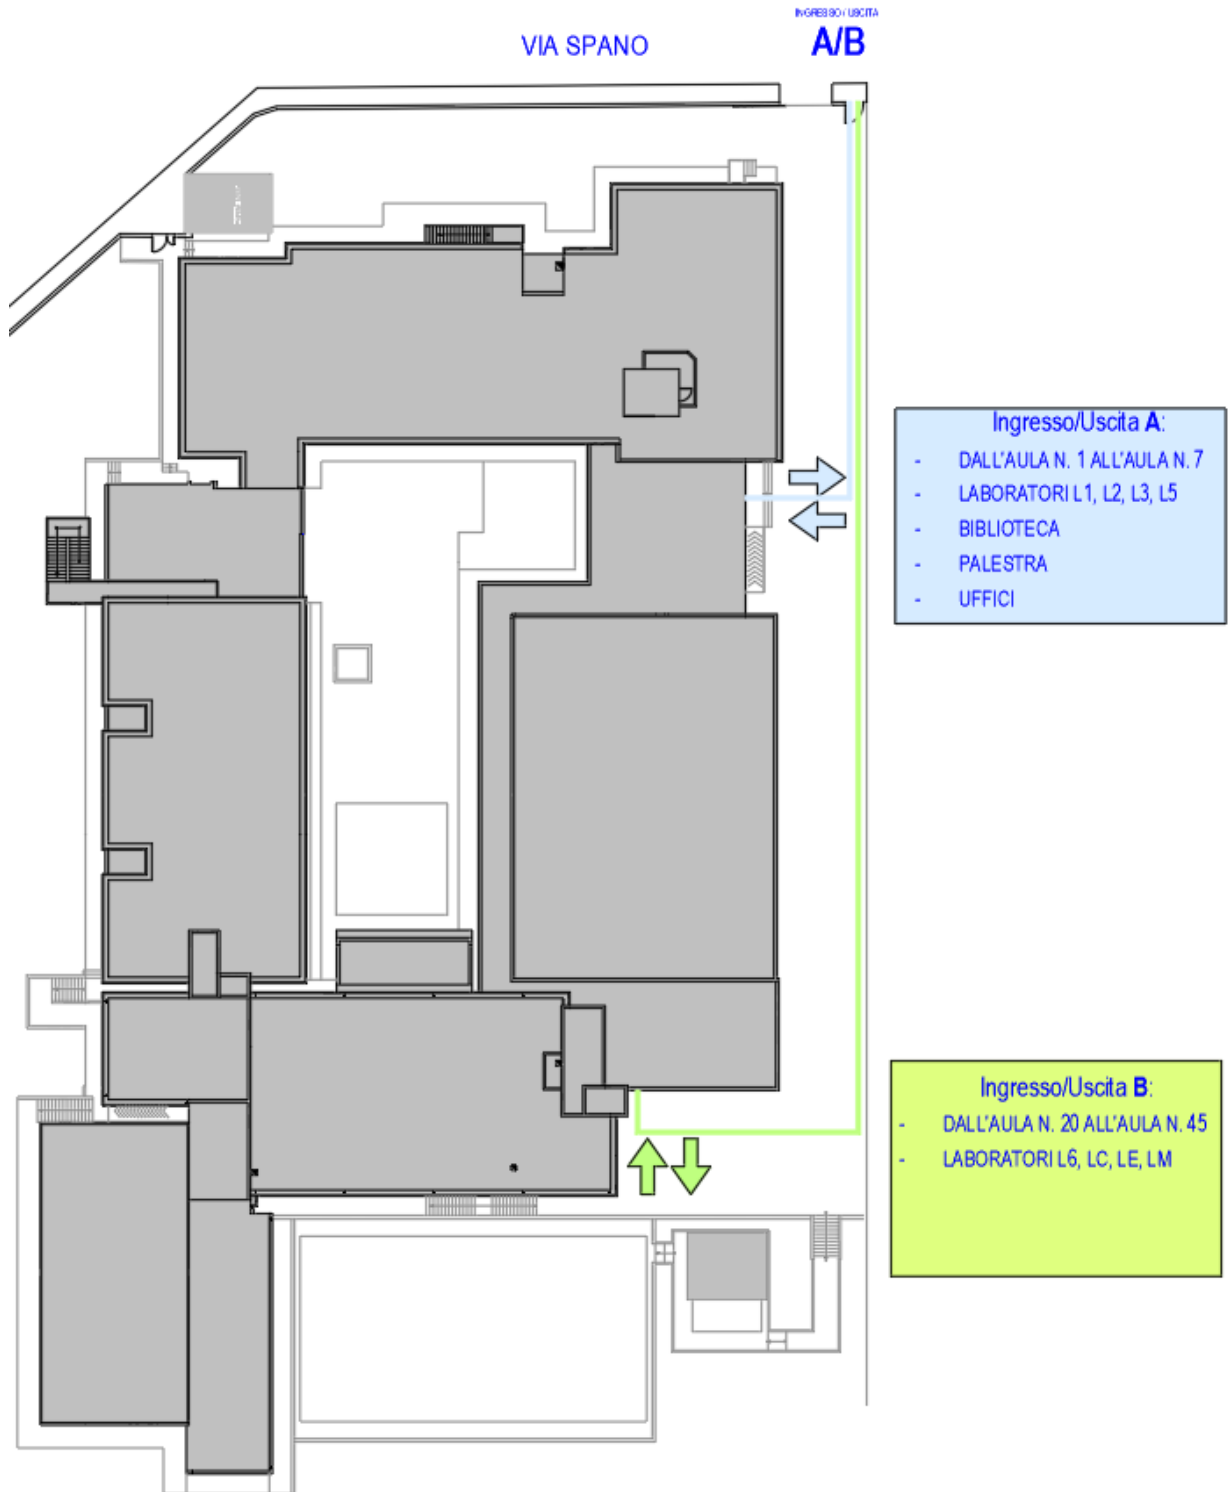 INGRESSO / USCITA
VIA SPANO
A/B
Ingresso/Uscita A:
- DALL'AULA N. 1 ALL'AULA N. 7
- LABORATORI L1, L2, L3, L5
- BIBLIOTECA
- PALESTRA
- UFFICI
Ingresso/Uscita B:
- DALL'AULA N. 20 ALL'AULA N. 45
- LABORATORI L6, LC, LE, LM